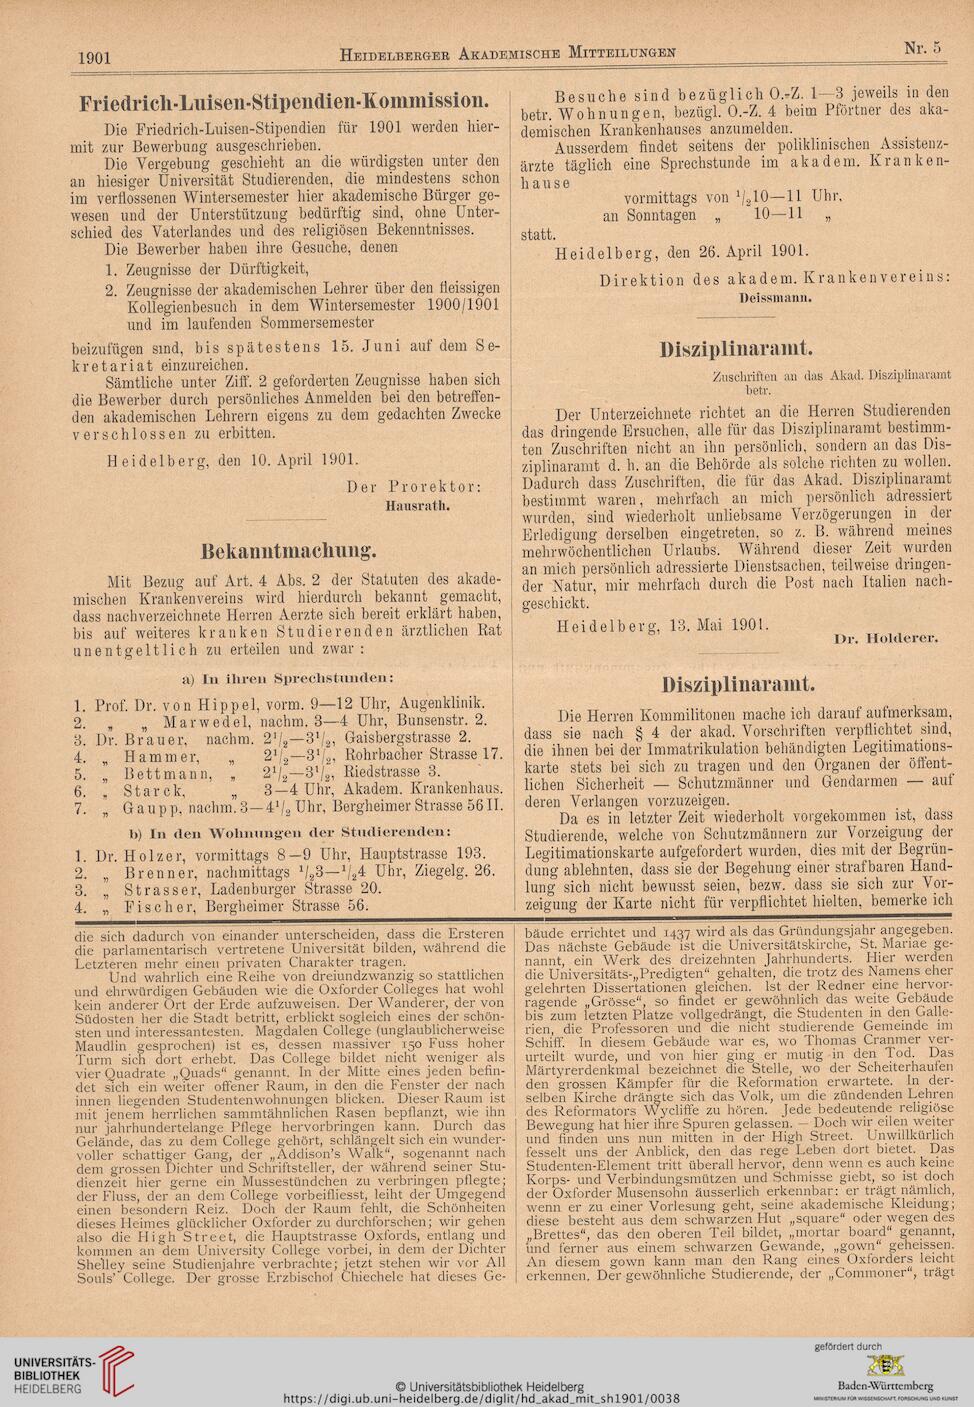 1901
Heidelberger Akademische Mitteilungen
Nr. 5
Friedrich-Luisen-Stipendien-Kommission.
Die Friedrich-Luisen-Stipendien für 1901 werden hier-
mit zur Bewerbung ausgeschrieben.
Die Vergebung geschieht an die würdigsten unter den
an hiesiger Universität Studierenden, die mindestens schon
im verflossenen Wintersemester hier akademische Bürger ge-
wesen und der Unterstützung bedürftig sind, ohne Unter-
schied des Vaterlandes und des religiösen Bekenntnisses.
Die Bewerber haben ihre Gesuche, denen
1. Zeugnisse der Dürftigkeit,
2. Zeugnisse der akademischen Lehrer über den fleissigen
Kollegienbesuch in dem Wintersemester 1900/1901
und im laufenden Sommersemester
beizufügen sind, bis spätestens 15. Juni auf dem Se-
kretariat einzureichen.
Sämtliche unter Ziff. 2 geforderten Zeugnisse haben sich
die Bewerber durch persönliches Anmelden bei den betreffen-
den akademischen Lehrern eigens zu dem gedachten Zwecke
verschlossen zu erbitten.
Heidelberg, den 10. April 1901.
Der Prorektor:
Hausrath.
Bekanntmachung.
Mit Bezug auf Art. 4 Abs. 2 der Statuten des akade-
mischen Krankenvereins wird hierdurch bekannt gemacht,
dass nachverzeichnete Herren Aerzte sich bereit erklärt haben,
bis auf weiteres kranken Studierenden ärztlichen Rat
unentgeltlich zu erteilen und zwar :
a) In ihren Sprechstunden:
1. Prof. Dr. von Hippel, vorm. 9—12 Uhr, Augenklinik.
2. „ „ Marwedel, nachm. 3—4 Uhr, Bunsenstr. 2.
3. Dr. Brauer, nachm. 2¹/₂—3¹/₂, Gaisbergstrasse 2.
4. „ Hammer, „ 2¹/₂—3¹/₂, Rohrbacher Strasse 17.
5. „ Bettmann, „ 2¹/₂—3¹/₂, Riedstrasse 3.
6. „ Starck, „ 3—4 Uhr, Akadem. Krankenhaus.
7. „ Gaupp, nachm. 3—4¹/₂ Uhr, Bergheimer Strasse 56 II.
b) In den Wohnungen der Studierenden:
1. Dr. Holzer, vormittags 8—9 Uhr, Hauptstrasse 193.
2. „ Brenner, nachmittags ¹/₂3—¹/₂4 Uhr, Ziegelg. 26.
3. „ Strasser, Ladenburger Strasse 20.
4. „ Fischer, Bergheimer Strasse 56.
Besuche sind bezüglich O.-Z. 1—3 jeweils in den
betr. Wohnungen, bezügl. O.-Z. 4 beim Pförtner des aka-
demischen Krankenhauses anzumelden.
Ausserdem findet seitens der poliklinischen Assistenz-
ärzte täglich eine Sprechstunde im akadem. Kranken-
hause
vormittags von ¹/₂10—11 Uhr,
an Sonntagen „ 10—11 „
statt.
Heidelberg, den 26. April 1901.
Direktion des akadem. Krankenvereins:
Deissmann.
Disziplinaramt.
Zuschriften an das Akad. Disziplinaramt
betr.
Der Unterzeichnete richtet an die Herren Studierenden
das dringende Ersuchen, alle für das Disziplinaramt bestimm-
ten Zuschriften nicht an ihn persönlich, sondern an das Dis-
ziplinaramt d. h. an die Behörde als solche richten zu wollen.
Dadurch dass Zuschriften, die für das Akad. Disziplinaramt
bestimmt waren, mehrfach an mich persönlich adressiert
wurden, sind wiederholt unliebsame Verzögerungen in der
Erledigung derselben eingetreten, so z. B. während meines
mehrwöchentlichen Urlaubs. Während dieser Zeit wurden
an mich persönlich adressierte Dienstsachen, teilweise dringen-
der Natur, mir mehrfach durch die Post nach Italien nach-
geschickt.
Heidelberg, 13. Mai 1901.
Dr. Holderer.
Disziplinaramt.
Die Herren Kommilitonen mache ich darauf aufmerksam,
dass sie nach § 4 der akad. Vorschriften verpflichtet sind,
die ihnen bei der Immatrikulation behändigten Legitimations-
karte stets bei sich zu tragen und den Organen der öffent-
lichen Sicherheit — Schutzmänner und Gendarmen — auf
deren Verlangen vorzuzeigen.
Da es in letzter Zeit wiederholt vorgekommen ist, dass
Studierende, welche von Schutzmännern zur Vorzeigung der
Legitimationskarte aufgefordert wurden, dies mit der Begrün-
dung ablehnten, dass sie der Begehung einer strafbaren Hand-
lung sich nicht bewusst seien, bezw. dass sie sich zur Vor-
zeigung der Karte nicht für verpflichtet hielten, bemerke ich
die sich dadurch von einander unterscheiden, dass die Ersteren
die parlamentarisch vertretene Universität bilden, während die
Letzteren mehr einen privaten Charakter tragen.
Und wahrlich eine Reihe von dreiundzwanzig so stattlichen
und ehrwürdigen Gebäuden wie die Oxforder Colleges hat wohl
kein anderer Ort der Erde aufzuweisen. Der Wanderer, der von
Südosten her die Stadt betritt, erblickt sogleich eines der schön-
sten und interessantesten. Magdalen College (unglaublicherweise
Maudlin gesprochen) ist es, dessen massiver 150 Fuss hoher
Turm sich dort erhebt. Das College bildet nicht weniger als
vier Quadrate „Quads“ genannt. In der Mitte eines jeden befin-
det sich ein weiter offener Raum, in den die Fenster der nach
innen liegenden Studentenwohnungen blicken. Dieser Raum ist
mit jenem herrlichen sammtähnlichen Rasen bepflanzt, wie ihn
nur jahrhundertelange Pflege hervorbringen kann. Durch das
Gelände, das zu dem College gehört, schlängelt sich ein wunder-
voller schattiger Gang, der „Addison's Walk“, sogenannt nach
dem grossen Dichter und Schriftsteller, der während seiner Stu-
dienzeit hier gerne ein Mussestündchen zu verbringen pflegte;
der Fluss, der an dem College vorbeifliesst, leiht der Umgegend
einen besondern Reiz. Doch der Raum fehlt, die Schönheiten
dieses Heimes glücklicher Oxforder zu durchforschen; wir gehen
also die High Street, die Hauptstrasse Oxfords, entlang und
kommen an dem University College vorbei, in dem der Dichter
Shelley seine Studienjahre verbrachte; jetzt stehen wir vor All
Souls' College. Der grosse Erzbischof Chiechele hat dieses Ge-
bäude errichtet und 1437 wird als das Gründungsjahr angegeben.
Das nächste Gebäude ist die Universitätskirche, St. Mariae ge-
nannt, ein Werk des dreizehnten Jahrhunderts. Hier werden
die Universitäts-„Predigten“ gehalten, die trotz des Namens eher
gelehrten Dissertationen gleichen. Ist der Redner eine hervor-
ragende „Grösse“, so findet er gewöhnlich das weite Gebäude
bis zum letzten Platze vollgedrängt, die Studenten in den Galle-
rien, die Professoren und die nicht studierende Gemeinde im
Schiff. In diesem Gebäude war es, wo Thomas Cranmer ver-
urteilt wurde, und von hier ging er mutig in den Tod. Das
Märtyrerdenkmal bezeichnet die Stelle, wo der Scheiterhaufen
den grossen Kämpfer für die Reformation erwartete. In der-
selben Kirche drängte sich das Volk, um die zündenden Lehren
des Reformators Wycliffe zu hören. Jede bedeutende religiöse
Bewegung hat hier ihre Spuren gelassen. — Doch wir eilen weiter
und finden uns nun mitten in der High Street. Unwillkürlich
fesselt uns der Anblick, den das rege Leben dort bietet. Das
Studenten-Element tritt überall hervor, denn wenn es auch keine
Korps- und Verbindungsmützen und Schmisse giebt, so ist doch
der Oxforder Musensohn äusserlich erkennbar: er trägt nämlich,
wenn er zu einer Vorlesung geht, seine akademische Kleidung;
diese besteht aus dem schwarzen Hut „square“ oder wegen des
„Brettes“, das den oberen Teil bildet, „mortar board“ genannt,
und ferner aus einem schwarzen Gewande, „gown“ geheissen.
An diesem gown kann man den Rang eines Oxforders leicht
erkennen. Der gewöhnliche Studierende, der „Commoner“, trägt
UNIVERSITÄTS-
BIBLIOTHEK
HEIDELBERG
© Universitätsbibliothek Heidelberg
https://digi.ub.uni-heidelberg.de/diglit/hd_akad_mit_sh1901/0038
gefördert durch
Baden-Württemberg
MINISTERIUM FÜR WISSENSCHAFT, FORSCHUNG UND KUNST